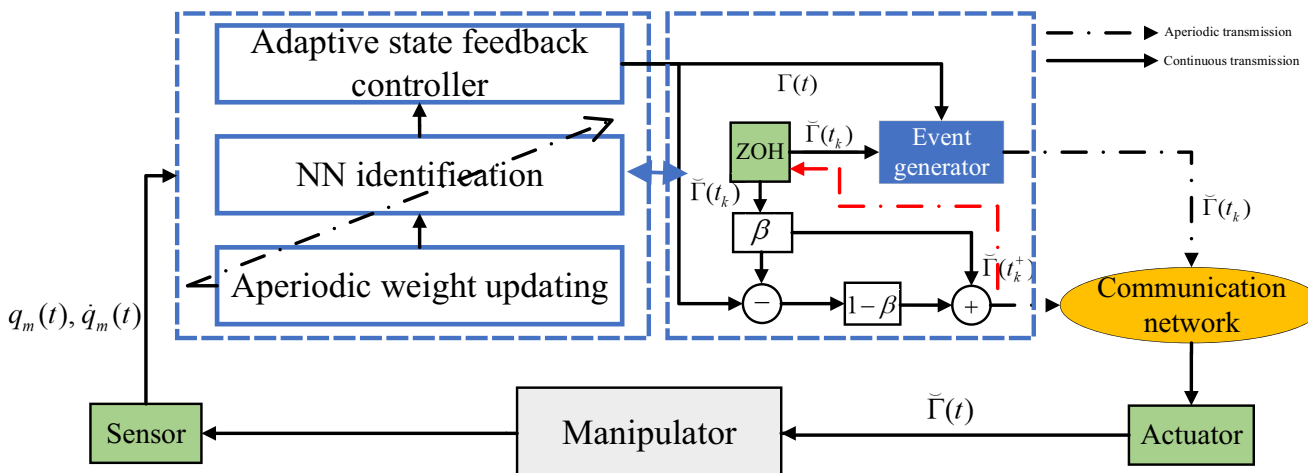 Adaptive state feedback
controller
NN identification
Aperiodic weight updating
q_m(t), q̇_m(t)
Sensor
Γ(t)
ZOH
Γ̆(t_k)
Event
generator
Γ̆(t_k)
β
Γ̆(t_k^+)
−
1−β
+
Aperiodic transmission
Continuous transmission
Γ̆(t_k)
Communication
network
Γ̆(t)
Manipulator
Actuator